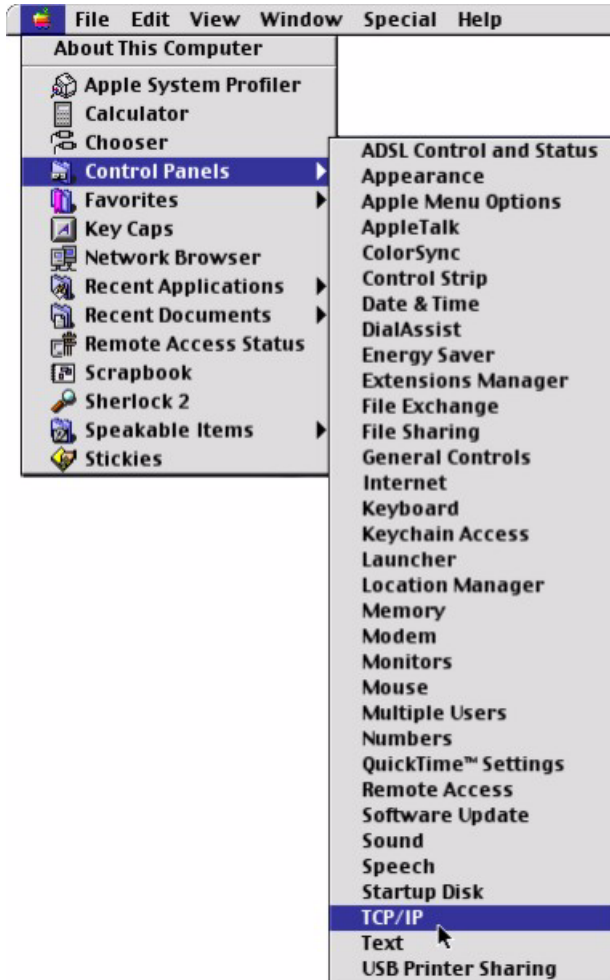 File Edit View Window Special Help
About This Computer
Apple System Profiler
Calculator
Chooser
Control Panels
Favorites
Key Caps
Network Browser
Recent Applications
Recent Documents
Remote Access Status
Scrapbook
Sherlock 2
Speakable Items
Stickies
ADSL Control and Status
Appearance
Apple Menu Options
AppleTalk
ColorSync
Control Strip
Date & Time
DialAssist
Energy Saver
Extensions Manager
File Exchange
File Sharing
General Controls
Internet
Keyboard
Keychain Access
Launcher
Location Manager
Memory
Modem
Monitors
Mouse
Multiple Users
Numbers
QuickTime™ Settings
Remote Access
Software Update
Sound
Speech
Startup Disk
TCP/IP
Text
USB Printer Sharing